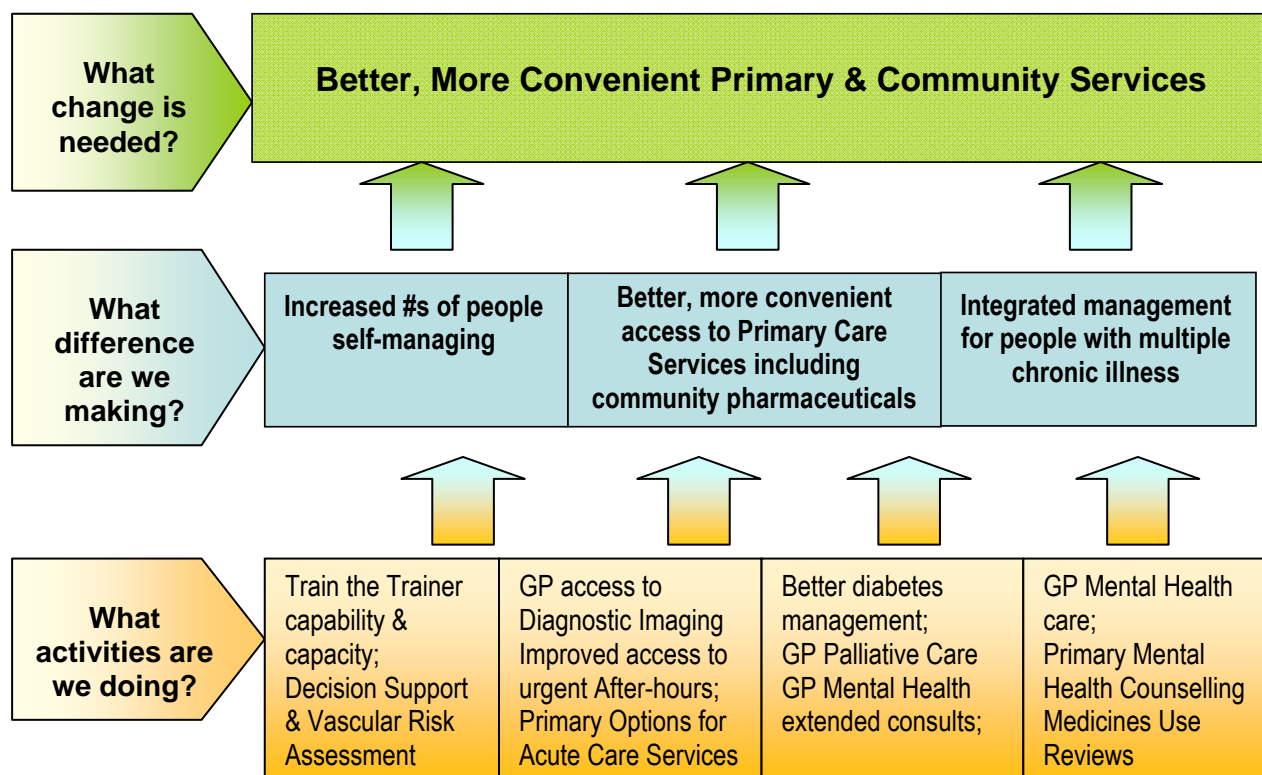 What
change is
needed?
Better, More Convenient Primary & Community Services
What
difference
are we
making?
Increased #s of people
self-managing
Better, more convenient
access to Primary Care
Services including
community pharmaceuticals
Integrated management
for people with multiple
chronic illness
What
activities are
we doing?
Train the Trainer
capability &
capacity;
Decision Support
& Vascular Risk
Assessment
GP access to
Diagnostic Imaging
Improved access to
urgent After-hours;
Primary Options for
Acute Care Services
Better diabetes
management;
GP Palliative Care
GP Mental Health
extended consults;
GP Mental Health
care;
Primary Mental
Health Counselling
Medicines Use
Reviews